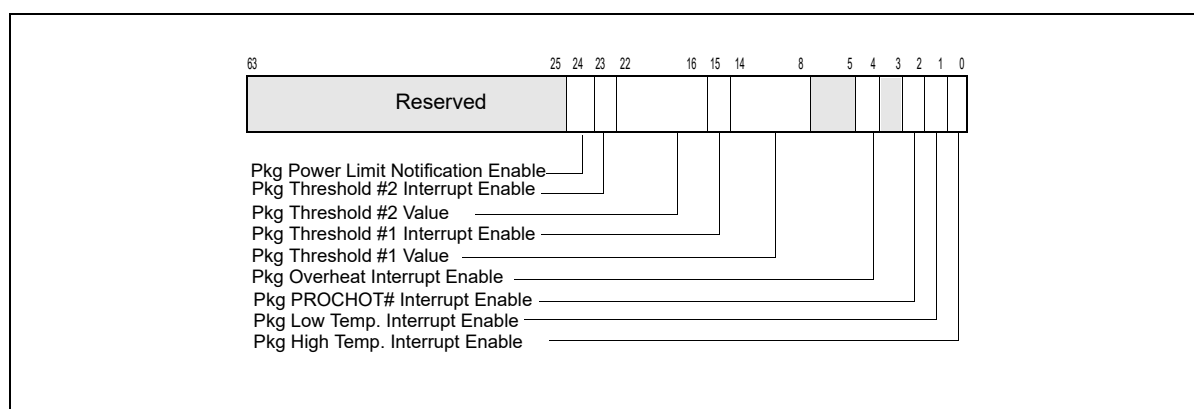 63 25 24 23 22 16 15 14 8 5 4 3 2 1 0
Reserved
Pkg Power Limit Notification Enable
Pkg Threshold #2 Interrupt Enable
Pkg Threshold #2 Value
Pkg Threshold #1 Interrupt Enable
Pkg Threshold #1 Value
Pkg Overheat Interrupt Enable
Pkg PROCHOT# Interrupt Enable
Pkg Low Temp. Interrupt Enable
Pkg High Temp. Interrupt Enable